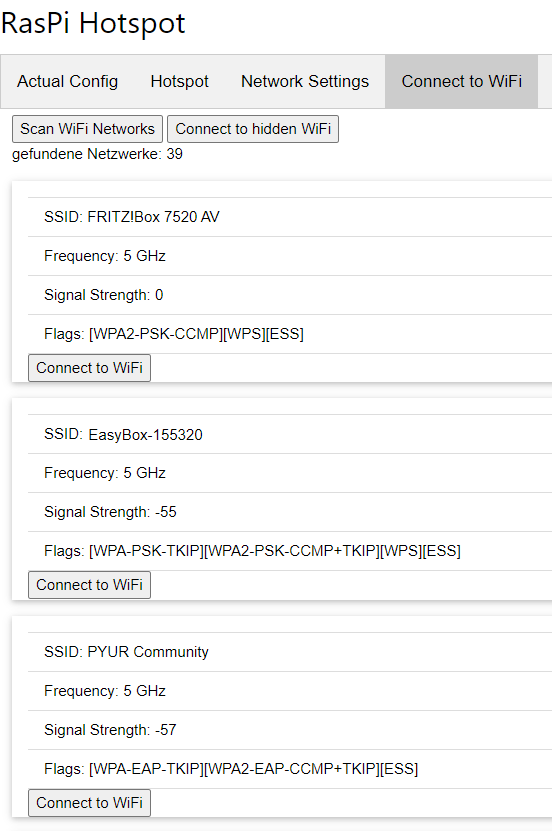 RasPi Hotspot
Actual Config Hotspot Network Settings Connect to WiFi
Scan WiFi Networks Connect to hidden WiFi
gefundene Netzwerke: 39
SSID: FRITZ!Box 7520 AV
Frequency: 5 GHz
Signal Strength: 0
Flags: [WPA2-PSK-CCMP][WPS][ESS]
Connect to WiFi
SSID: EasyBox-155320
Frequency: 5 GHz
Signal Strength: -55
Flags: [WPA-PSK-TKIP][WPA2-PSK-CCMP+TKIP][WPS][ESS]
Connect to WiFi
SSID: PYUR Community
Frequency: 5 GHz
Signal Strength: -57
Flags: [WPA-EAP-TKIP][WPA2-EAP-CCMP+TKIP][ESS]
Connect to WiFi